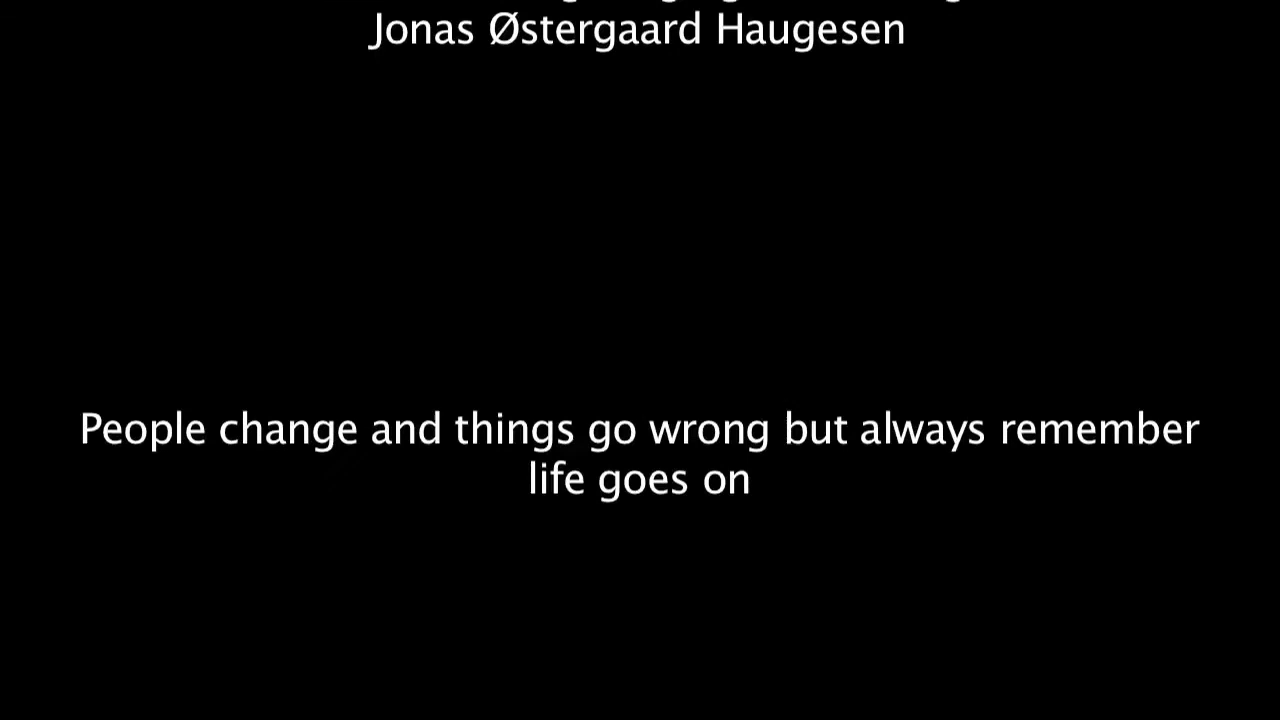 Jonas Østergaard Haugesen
People change and things go wrong but always remember
life goes on